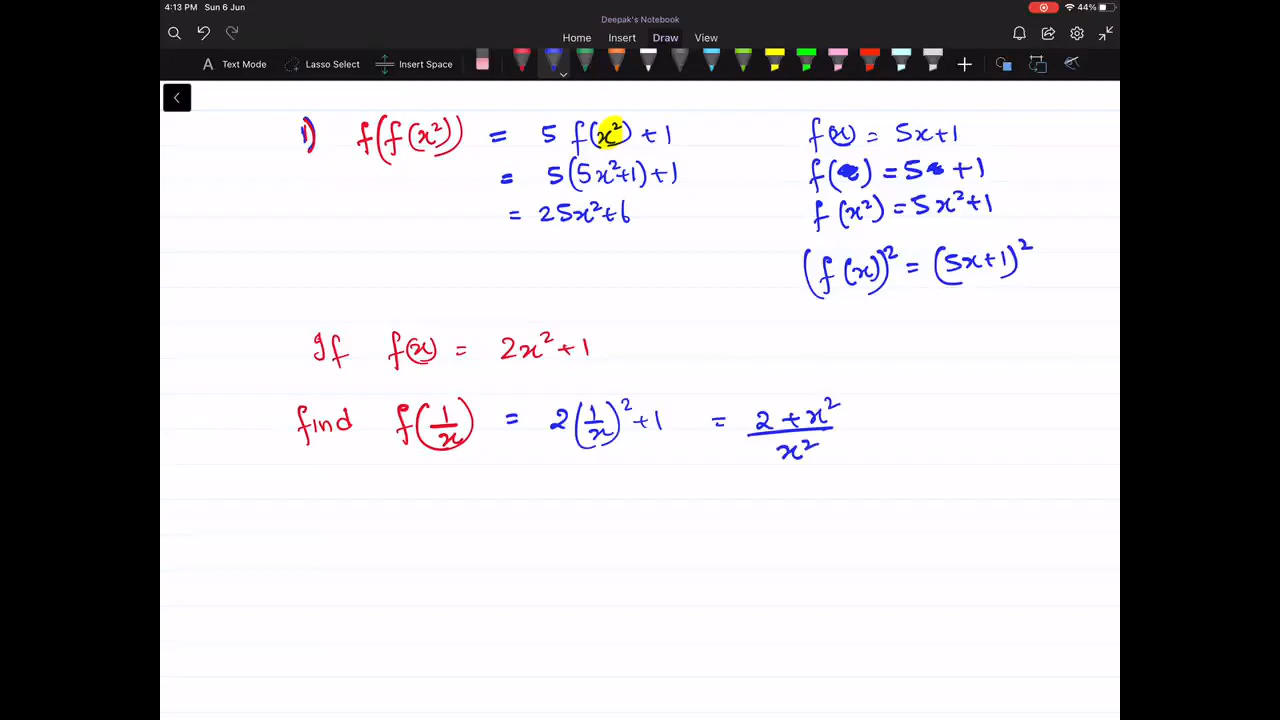 4:13 PM Sun 6 Jun
44%
Deepak's Notebook
Home Insert Draw View
A Text Mode Lasso Select Insert Space
1) f(f(x²)) = 5 f(x²) + 1
= 5(5x²+1)+1
= 25x²+6
f(x) = 5x+1
f( ) = 5 +1
f(x²) = 5x²+1
(f(x))² = (5x+1)²
If f(x) = 2x²+1
find f(1/x) = 2(1/x)²+1 = 2+x²/x²